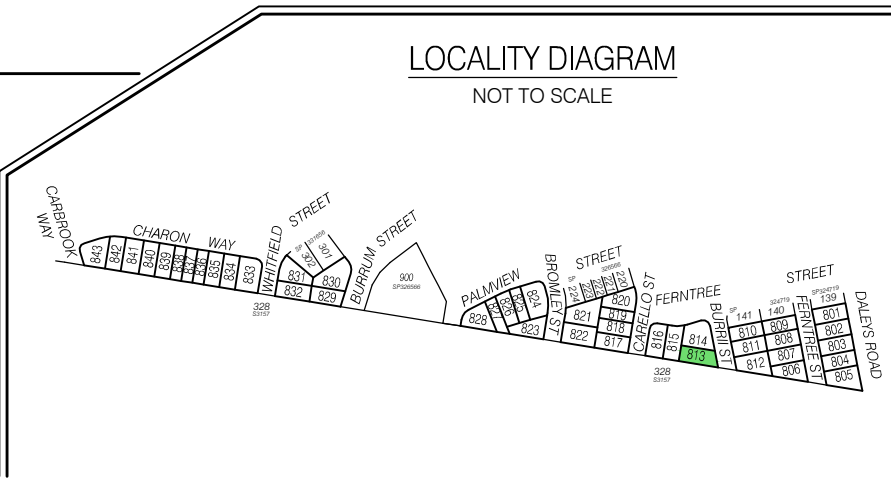 LOCALITY DIAGRAM
NOT TO SCALE
CARBROOK
WAY
CHARON WAY
843
842
841
840
839
838
837
836
835
834
833
WHITFIELD
STREET
SP 331656
302
301
831
830
832
829
328
S3157
BURRUM STREET
900
SP326566
PALMVIEW
STREET
828
827
826
825
824
823
BROMLEY ST
SP 326566
224
223
222
221
220
821
820
819
818
822
817
CARELLO ST
FERNTREE
STREET
816
815
814
813
328
S3157
BURRII ST
SP 324719
141
140
810
809
811
808
812
807
806
FERNTREE ST
SP324719
139
801
802
803
804
805
DALEYS ROAD